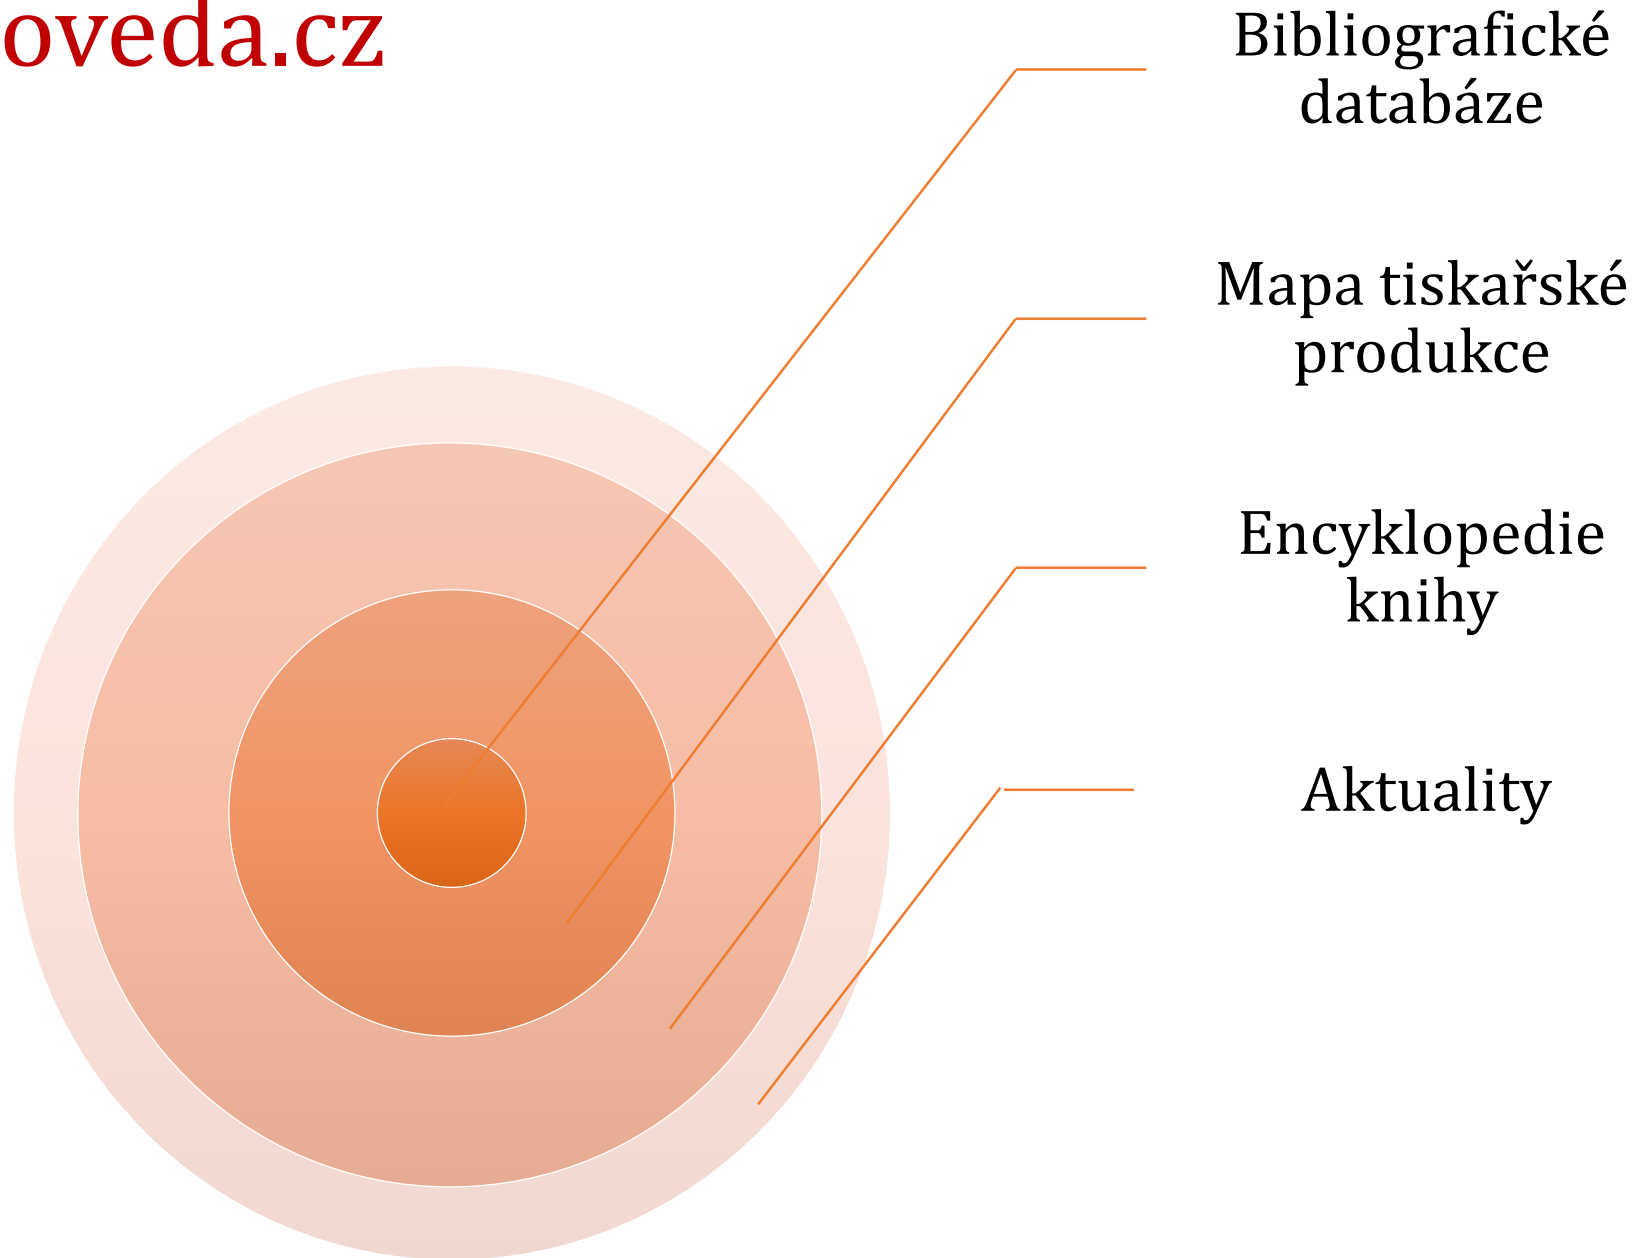 oveda.cz
Bibliografické
databáze
Mapa tiskařské
produkce
Encyklopedie
knihy
Aktuality